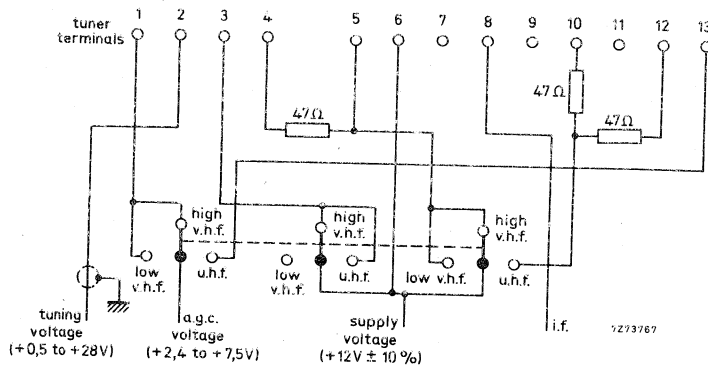 tuner
terminals
1 2 3 4 5 6 7 8 9 10 11 12 13
47Ω
47Ω
47Ω
high
v.h.f.
high
v.h.f.
high
v.h.f.
low
v.h.f.
u.h.f.
low
v.h.f.
u.h.f.
low v.h.f.
u.h.f.
tuning
voltage
(+0,5 to +28V)
a.g.c.
voltage
(+2,4 to +7,5V)
supply
voltage
(+12V ± 10%)
i.f.
7Z73767